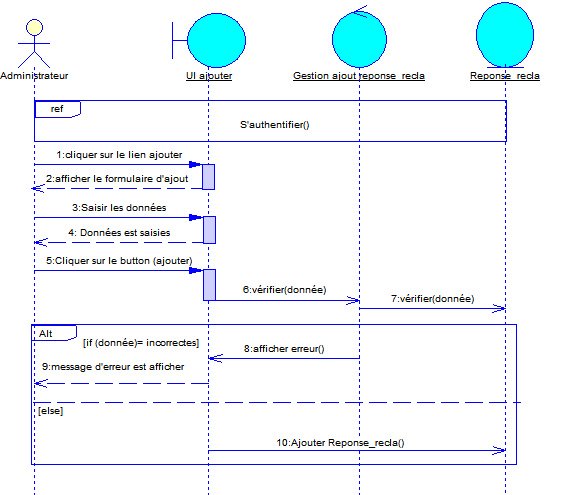 Administrateur
UI ajouter
Gestion ajout reponse_recla
Reponse_recla
ref
S'authentifier()
1:cliquer sur le lien ajouter
2:afficher le formulaire d'ajout
3:Saisir les données
4: Données est saisies
5:Cliquer sur le button (ajouter)
6:vérifier(donnée)
7:vérifier(donnée)
Alt
[if (donnée)= incorrectes]
8:afficher erreur()
9:message d'erreur est afficher
[else]
10:Ajouter Reponse_recla()